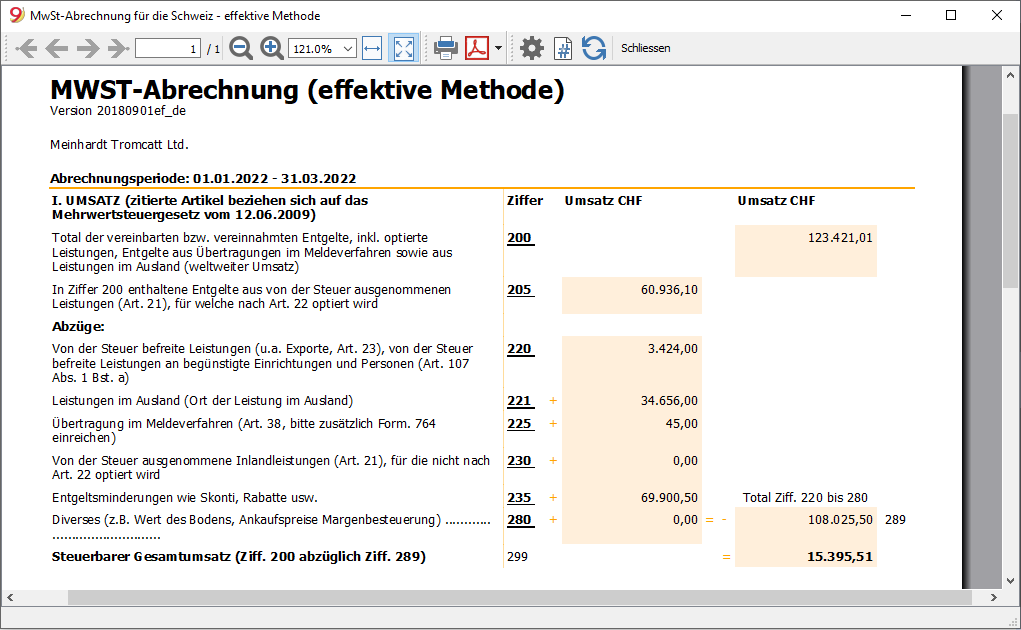 MwSt-Abrechnung für die Schweiz - effektive Methode
1 / 1 121.0% Schliessen
MWST-Abrechnung (effektive Methode)
Version 20180901ef_de
Meinhardt Tromcatt Ltd.
Abrechnungsperiode: 01.01.2022 - 31.03.2022
I. UMSATZ (zitierte Artikel beziehen sich auf das Ziffer Umsatz CHF Umsatz CHF
Mehrwertsteuergesetz vom 12.06.2009)
Total der vereinbarten bzw. vereinnahmten Entgelte, inkl. optierte 200 123.421,01
Leistungen, Entgelte aus Übertragungen im Meldeverfahren sowie aus
Leistungen im Ausland (weltweiter Umsatz)
In Ziffer 200 enthaltene Entgelte aus von der Steuer ausgenommenen 205 60.936,10
Leistungen (Art. 21), für welche nach Art. 22 optiert wird
Abzüge:
Von der Steuer befreite Leistungen (u.a. Exporte, Art. 23), von der Steuer 220 3.424,00
befreite Leistungen an begünstigte Einrichtungen und Personen (Art. 107
Abs. 1 Bst. a)
Leistungen im Ausland (Ort der Leistung im Ausland) 221 + 34.656,00
Übertragung im Meldeverfahren (Art. 38, bitte zusätzlich Form. 764 225 + 45,00
einreichen)
Von der Steuer ausgenommene Inlandleistungen (Art. 21), für die nicht nach 230 + 0,00
Art. 22 optiert wird
Entgeltsminderungen wie Skonti, Rabatte usw. 235 + 69.900,50 Total Ziff. 220 bis 280
Diverses (z.B. Wert des Bodens, Ankaufspreise Margenbesteuerung) ............ 280 + 0,00 = - 108.025,50 289
............................
Steuerbarer Gesamtumsatz (Ziff. 200 abzüglich Ziff. 289) 299 = 15.395,51